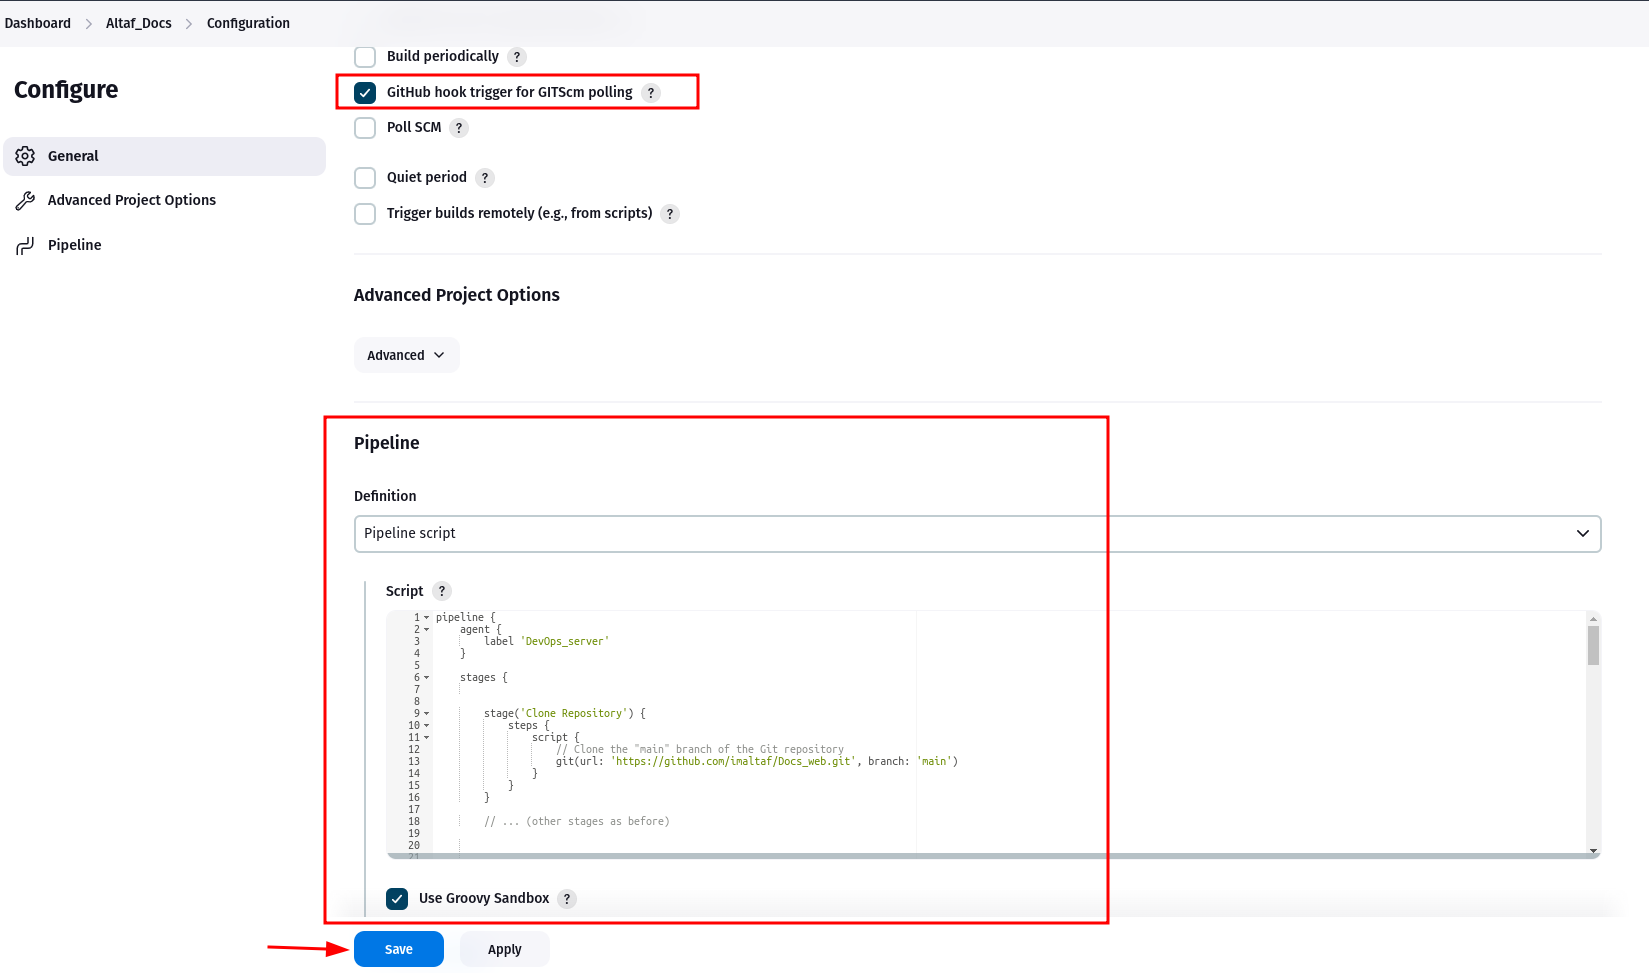 Dashboard > Altaf_Docs > Configuration
Configure
General
Advanced Project Options
Pipeline
Build periodically ?
GitHub hook trigger for GITScm polling ?
Poll SCM ?
Quiet period ?
Trigger builds remotely (e.g., from scripts) ?
Advanced Project Options
Advanced
Pipeline
Definition
Pipeline script
Script ?
1 pipeline {
2 agent {
3 label 'DevOps_server'
4 }
5
6 stages {
7
8
9 stage('Clone Repository') {
10 steps {
11 script {
12 // Clone the "main" branch of the Git repository
13 git(url: 'https://github.com/imaltaf/Docs_web.git', branch: 'main')
14 }
15 }
16 }
17
18 // ... (other stages as before)
19
20
21
Use Groovy Sandbox ?
Save
Apply